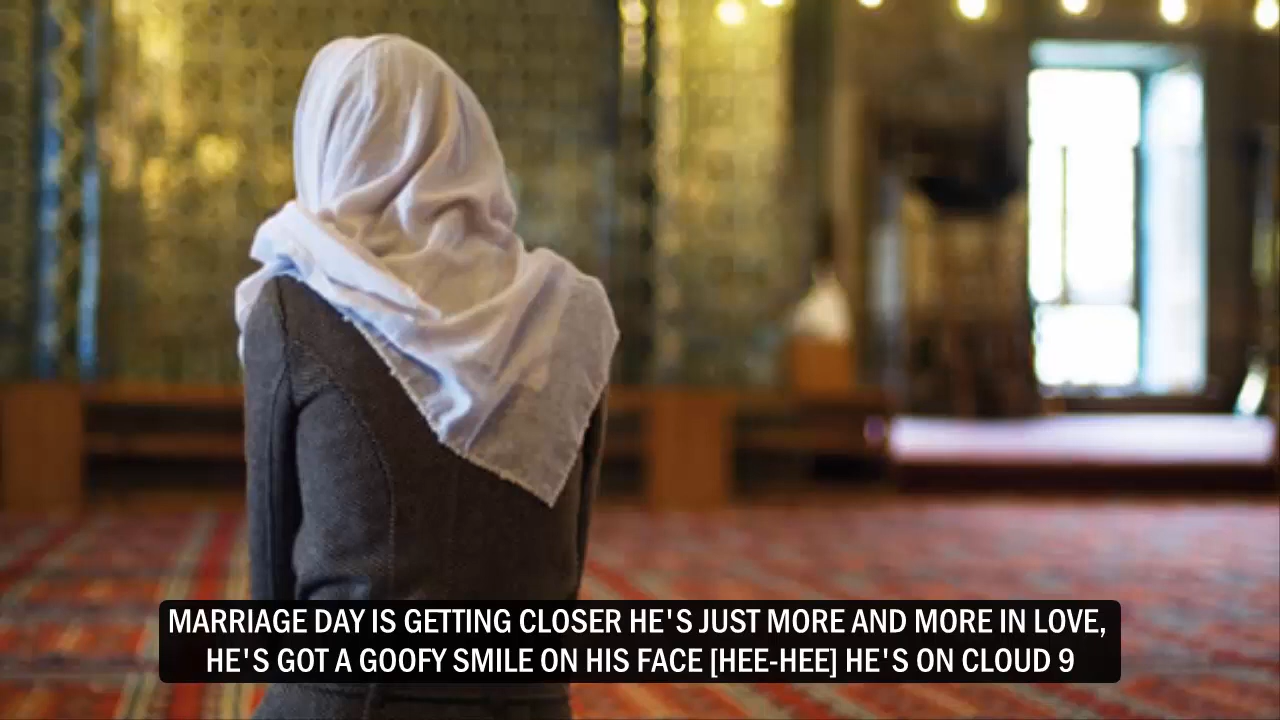 MARRIAGE DAY IS GETTING CLOSER HE'S JUST MORE AND MORE IN LOVE,
HE'S GOT A GOOFY SMILE ON HIS FACE [HEE-HEE] HE'S ON CLOUD 9